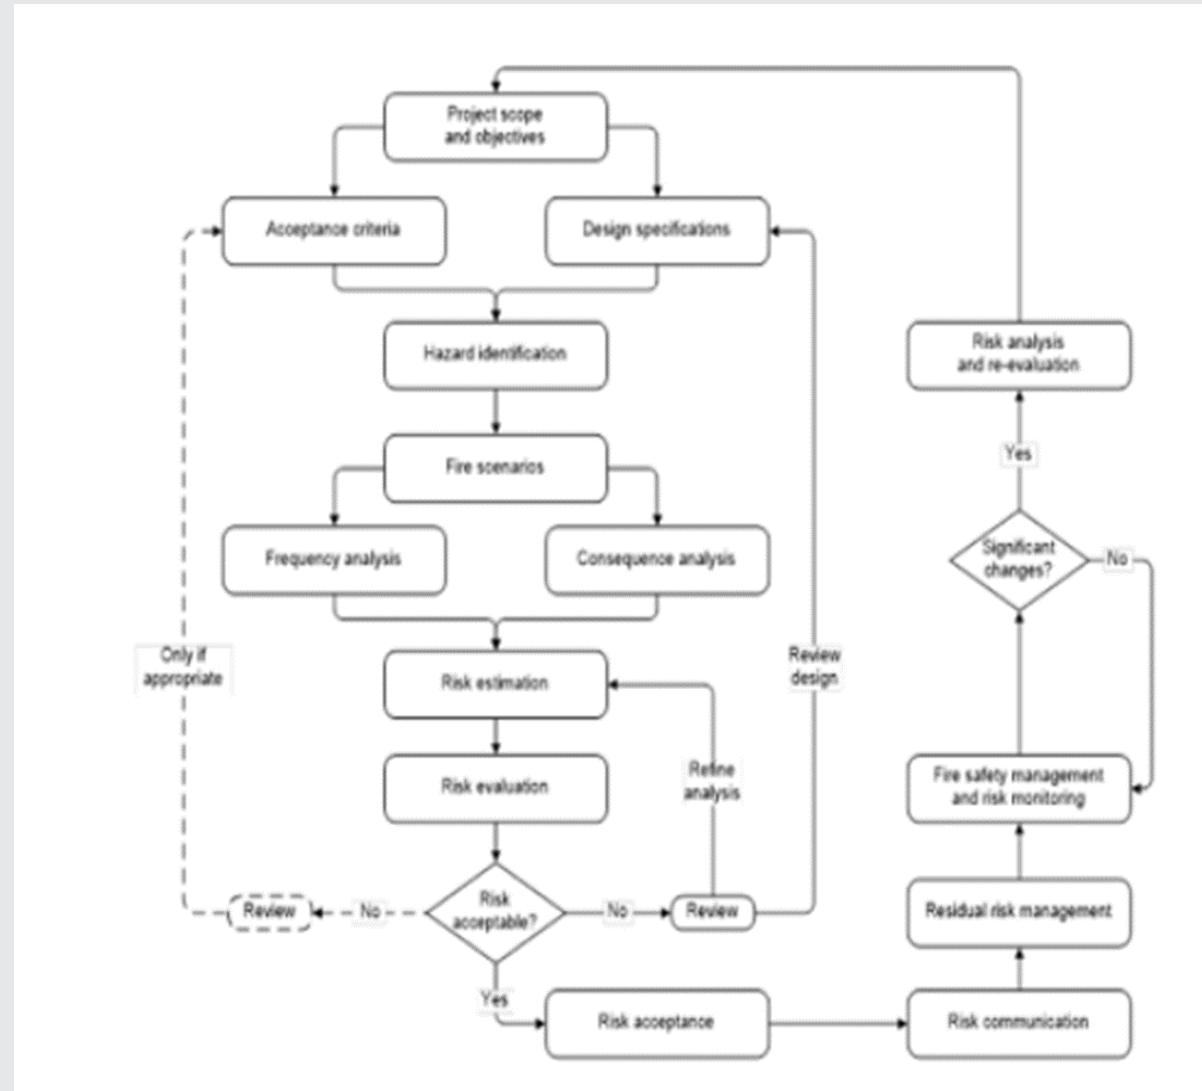 Project scope
and objectives
Acceptance criteria
Design specifications
Hazard identification
Risk analysis
and re-evaluation
Fire scenarios
Yes
Frequency analysis
Consequence analysis
Significant
changes?
No
Only if
appropriate
Risk estimation
Review
design
Risk evaluation
Refine
analysis
Fire safety management
and risk monitoring
Review
No
Risk
acceptable?
No
Review
Residual risk management
Yes
Risk acceptance
Risk communication